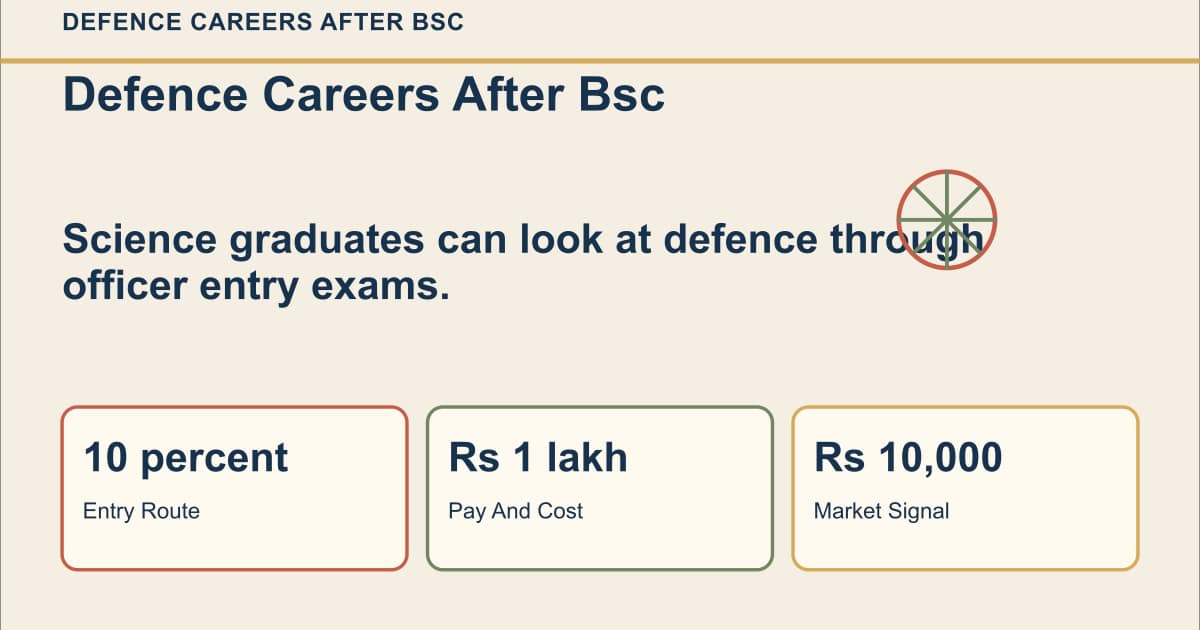 DEFENCE CAREERS AFTER BSC
Defence Careers After Bsc
Science graduates can look at defence through
officer entry exams.
10 percent
Entry Route
Rs 1 lakh
Pay And Cost
Rs 10,000
Market Signal